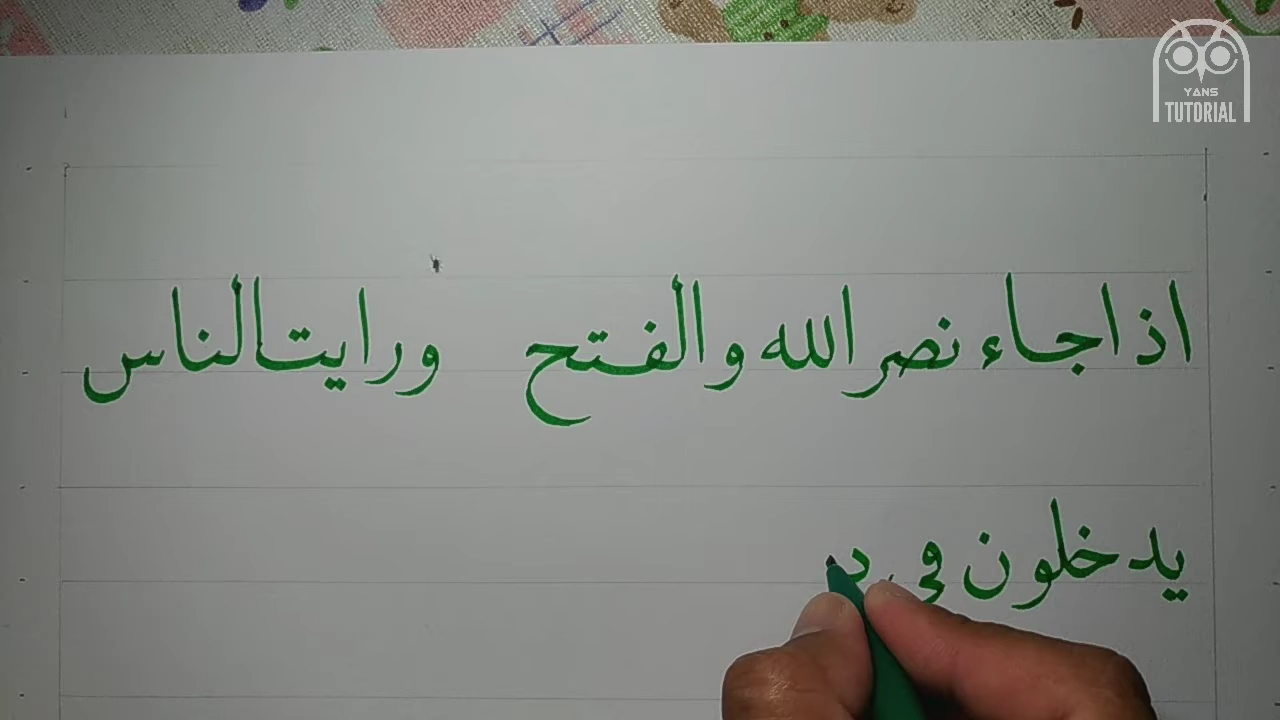 YANS
TUTORIAL
اذا جاء نصر الله والفتح ورايت الناس
يدخلون في د